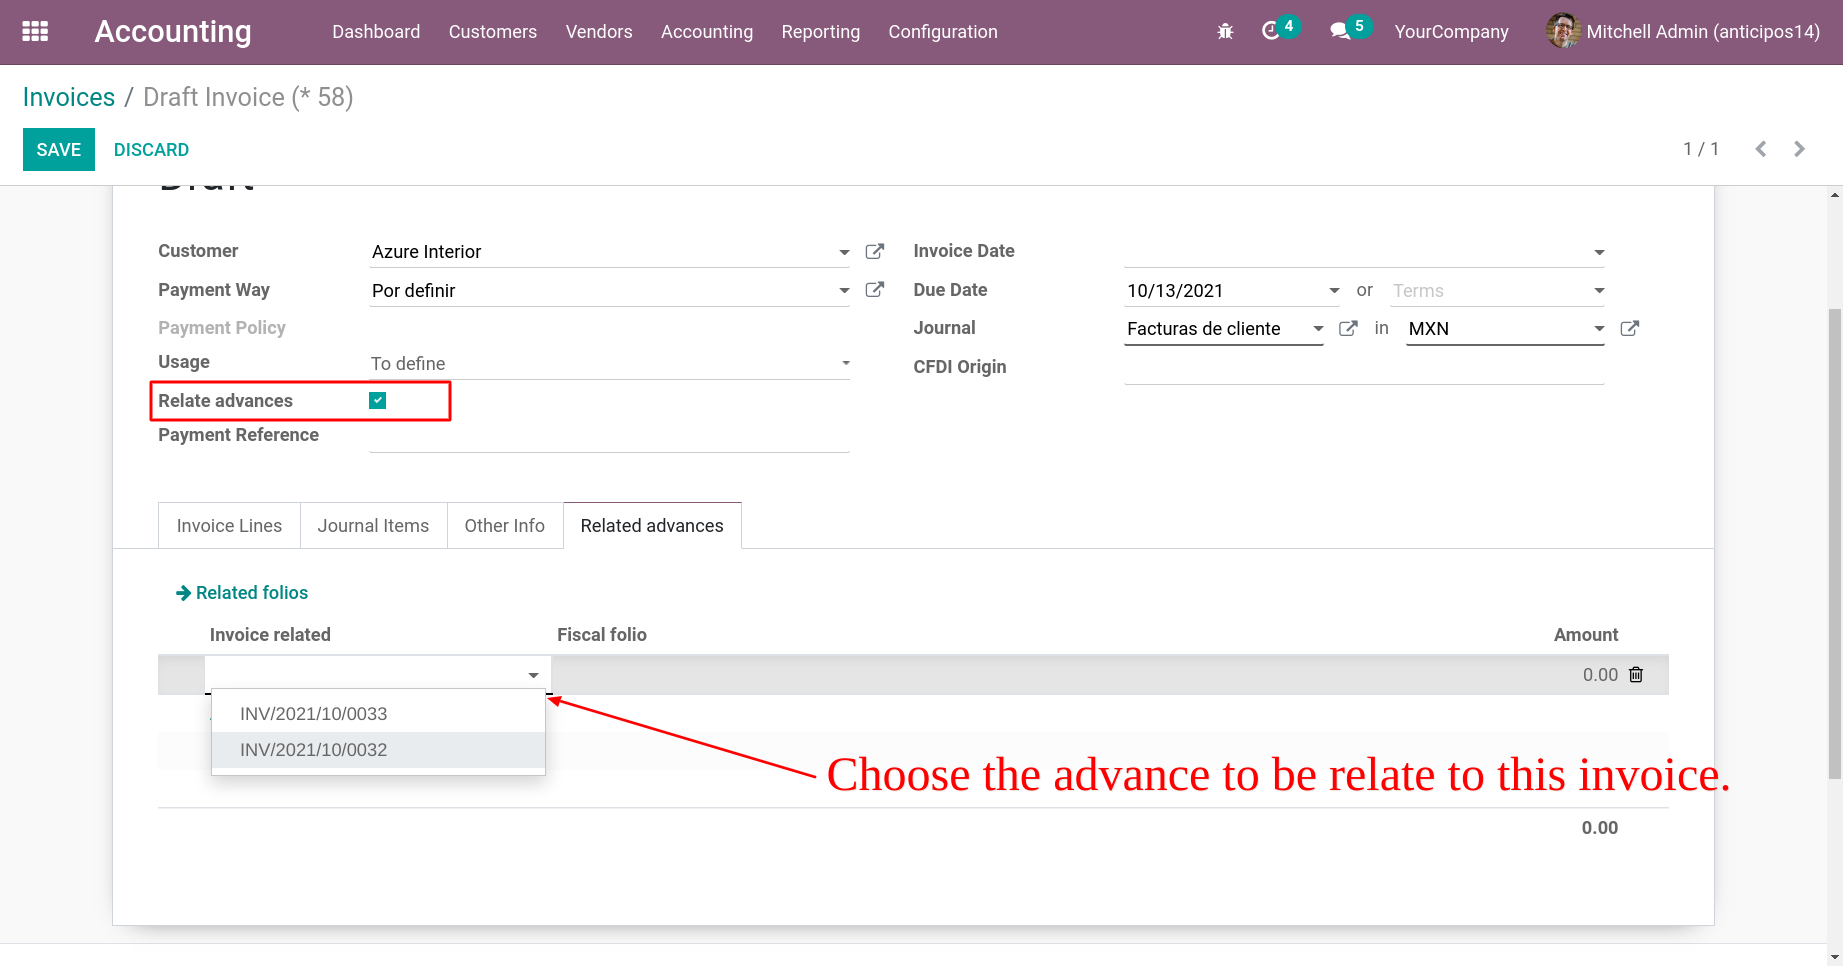 Accounting Dashboard Customers Vendors Accounting Reporting Configuration 4 5 YourCompany Mitchell Admin (anticipos14)
Invoices / Draft Invoice (* 58)
SAVE DISCARD 1 / 1
Draft
Customer Azure Interior Invoice Date
Payment Way Por definir Due Date 10/13/2021 or Terms
Payment Policy Journal Facturas de cliente in MXN
Usage To define CFDI Origin
Relate advances
Payment Reference
Invoice Lines Journal Items Other Info Related advances
Related folios
Invoice related Fiscal folio Amount
0.00
INV/2021/10/0033
INV/2021/10/0032
Choose the advance to be relate to this invoice.
0.00